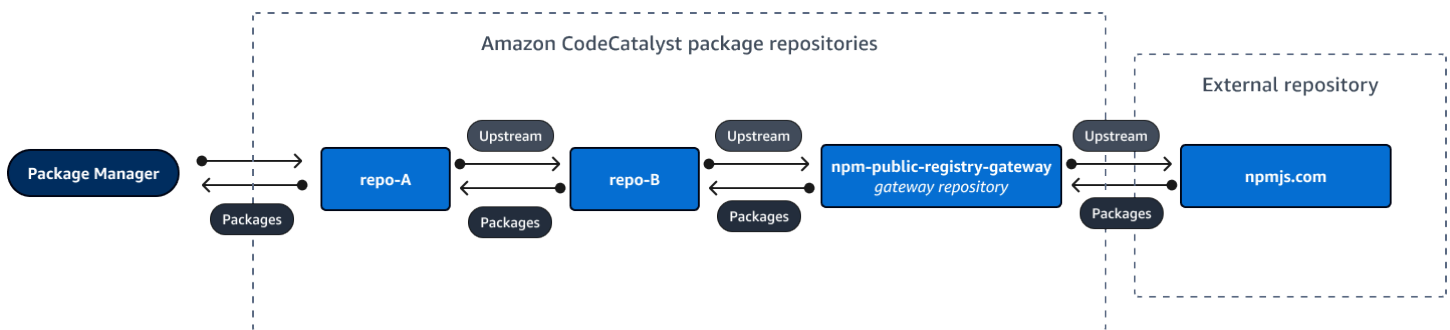 Amazon CodeCatalyst package repositories
External repository
Upstream
Upstream
Upstream
Package Manager
repo-A
repo-B
npm-public-registry-gateway
gateway repository
npmjs.com
Packages
Packages
Packages
Packages